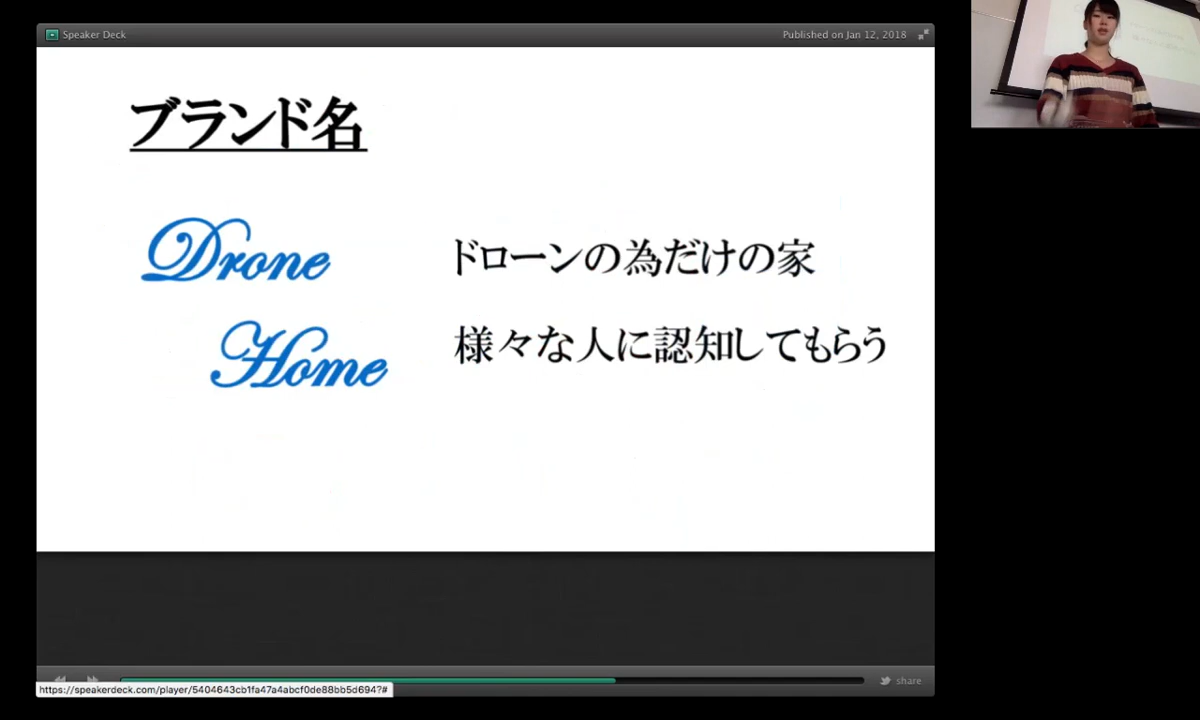 Speaker Deck
Published on Jan 12, 2018
ブランド名
Drone
ドローンの為だけの家
Home
様々な人に認知してもらう
share
https://speakerdeck.com/player/5404643cb1fa47a4abcf0de88bb5d694?#